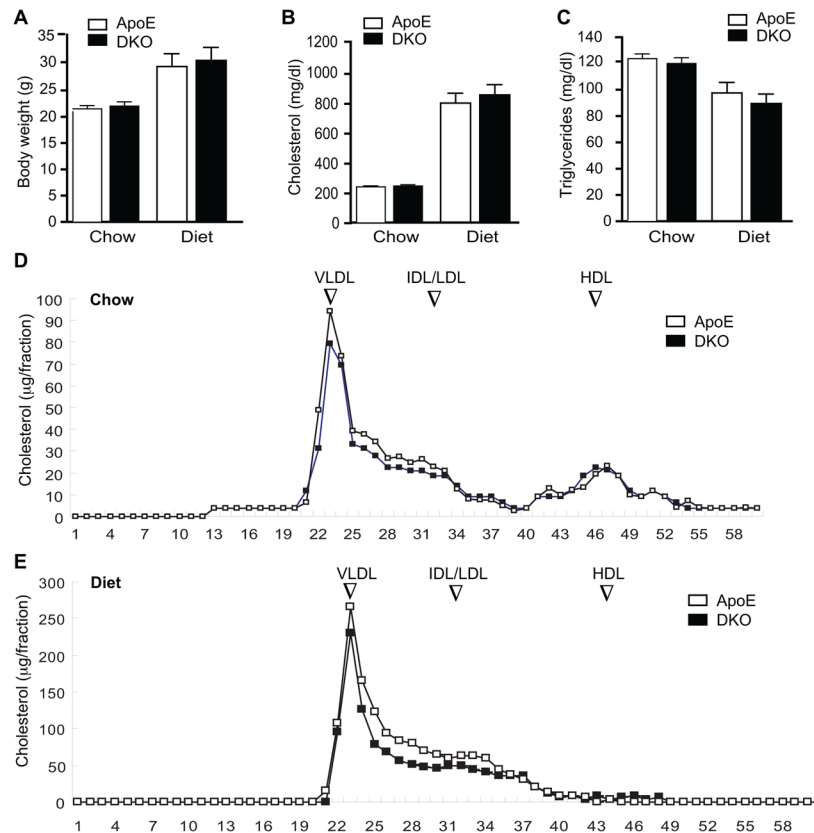 A
ApoE
DKO
Body weight (g)
35
30
25
20
15
10
5
0
Chow Diet
B
ApoE
DKO
Cholesterol (mg/dl)
1200
1000
800
600
400
200
0
Chow Diet
C
ApoE
DKO
Triglycerides (mg/dl)
140
120
100
80
60
40
20
0
Chow Diet
D
Chow
VLDL IDL/LDL HDL
ApoE
DKO
Cholesterol (µg/fraction)
100
90
80
70
60
50
40
30
20
10
0
1 4 7 10 13 16 19 22 25 28 31 34 37 40 43 46 49 52 55 58
E
Diet
VLDL IDL/LDL HDL
ApoE
DKO
Cholesterol (µg/fraction)
300
250
200
150
100
50
0
1 4 7 10 13 16 19 22 25 28 31 34 37 40 43 46 49 52 55 58